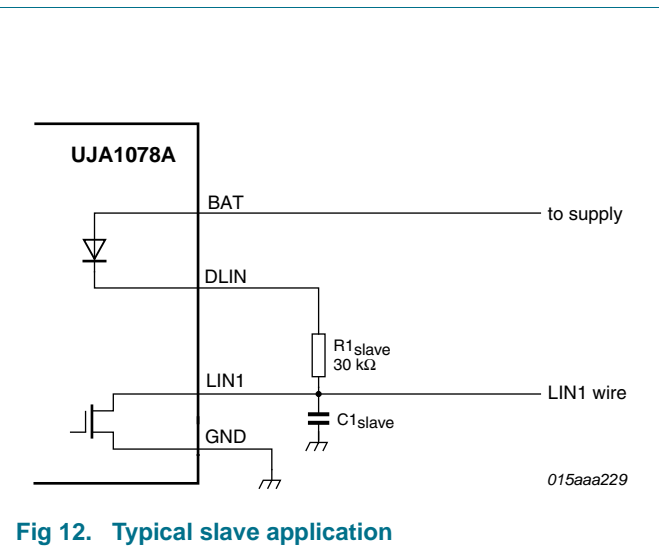 UJA1078A
BAT
to supply
DLIN
R1slave
30 kΩ
LIN1
LIN1 wire
C1slave
GND
015aaa229
Fig 12. Typical slave application